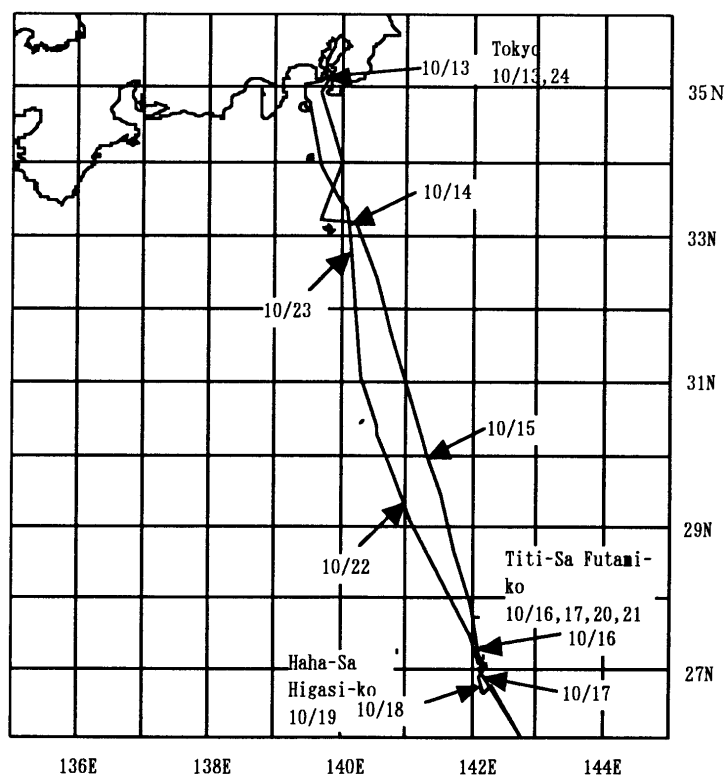 10/13
Tokyo
10/13,24
35N
10/14
33N
10/23
31N
10/15
29N
10/22
Titi-Sa Futami-
ko
10/16,17,20,21
10/16
Haha-Sa
Higasi-ko
10/19
10/18
10/17
27N
136E 138E 140E 142E 144E